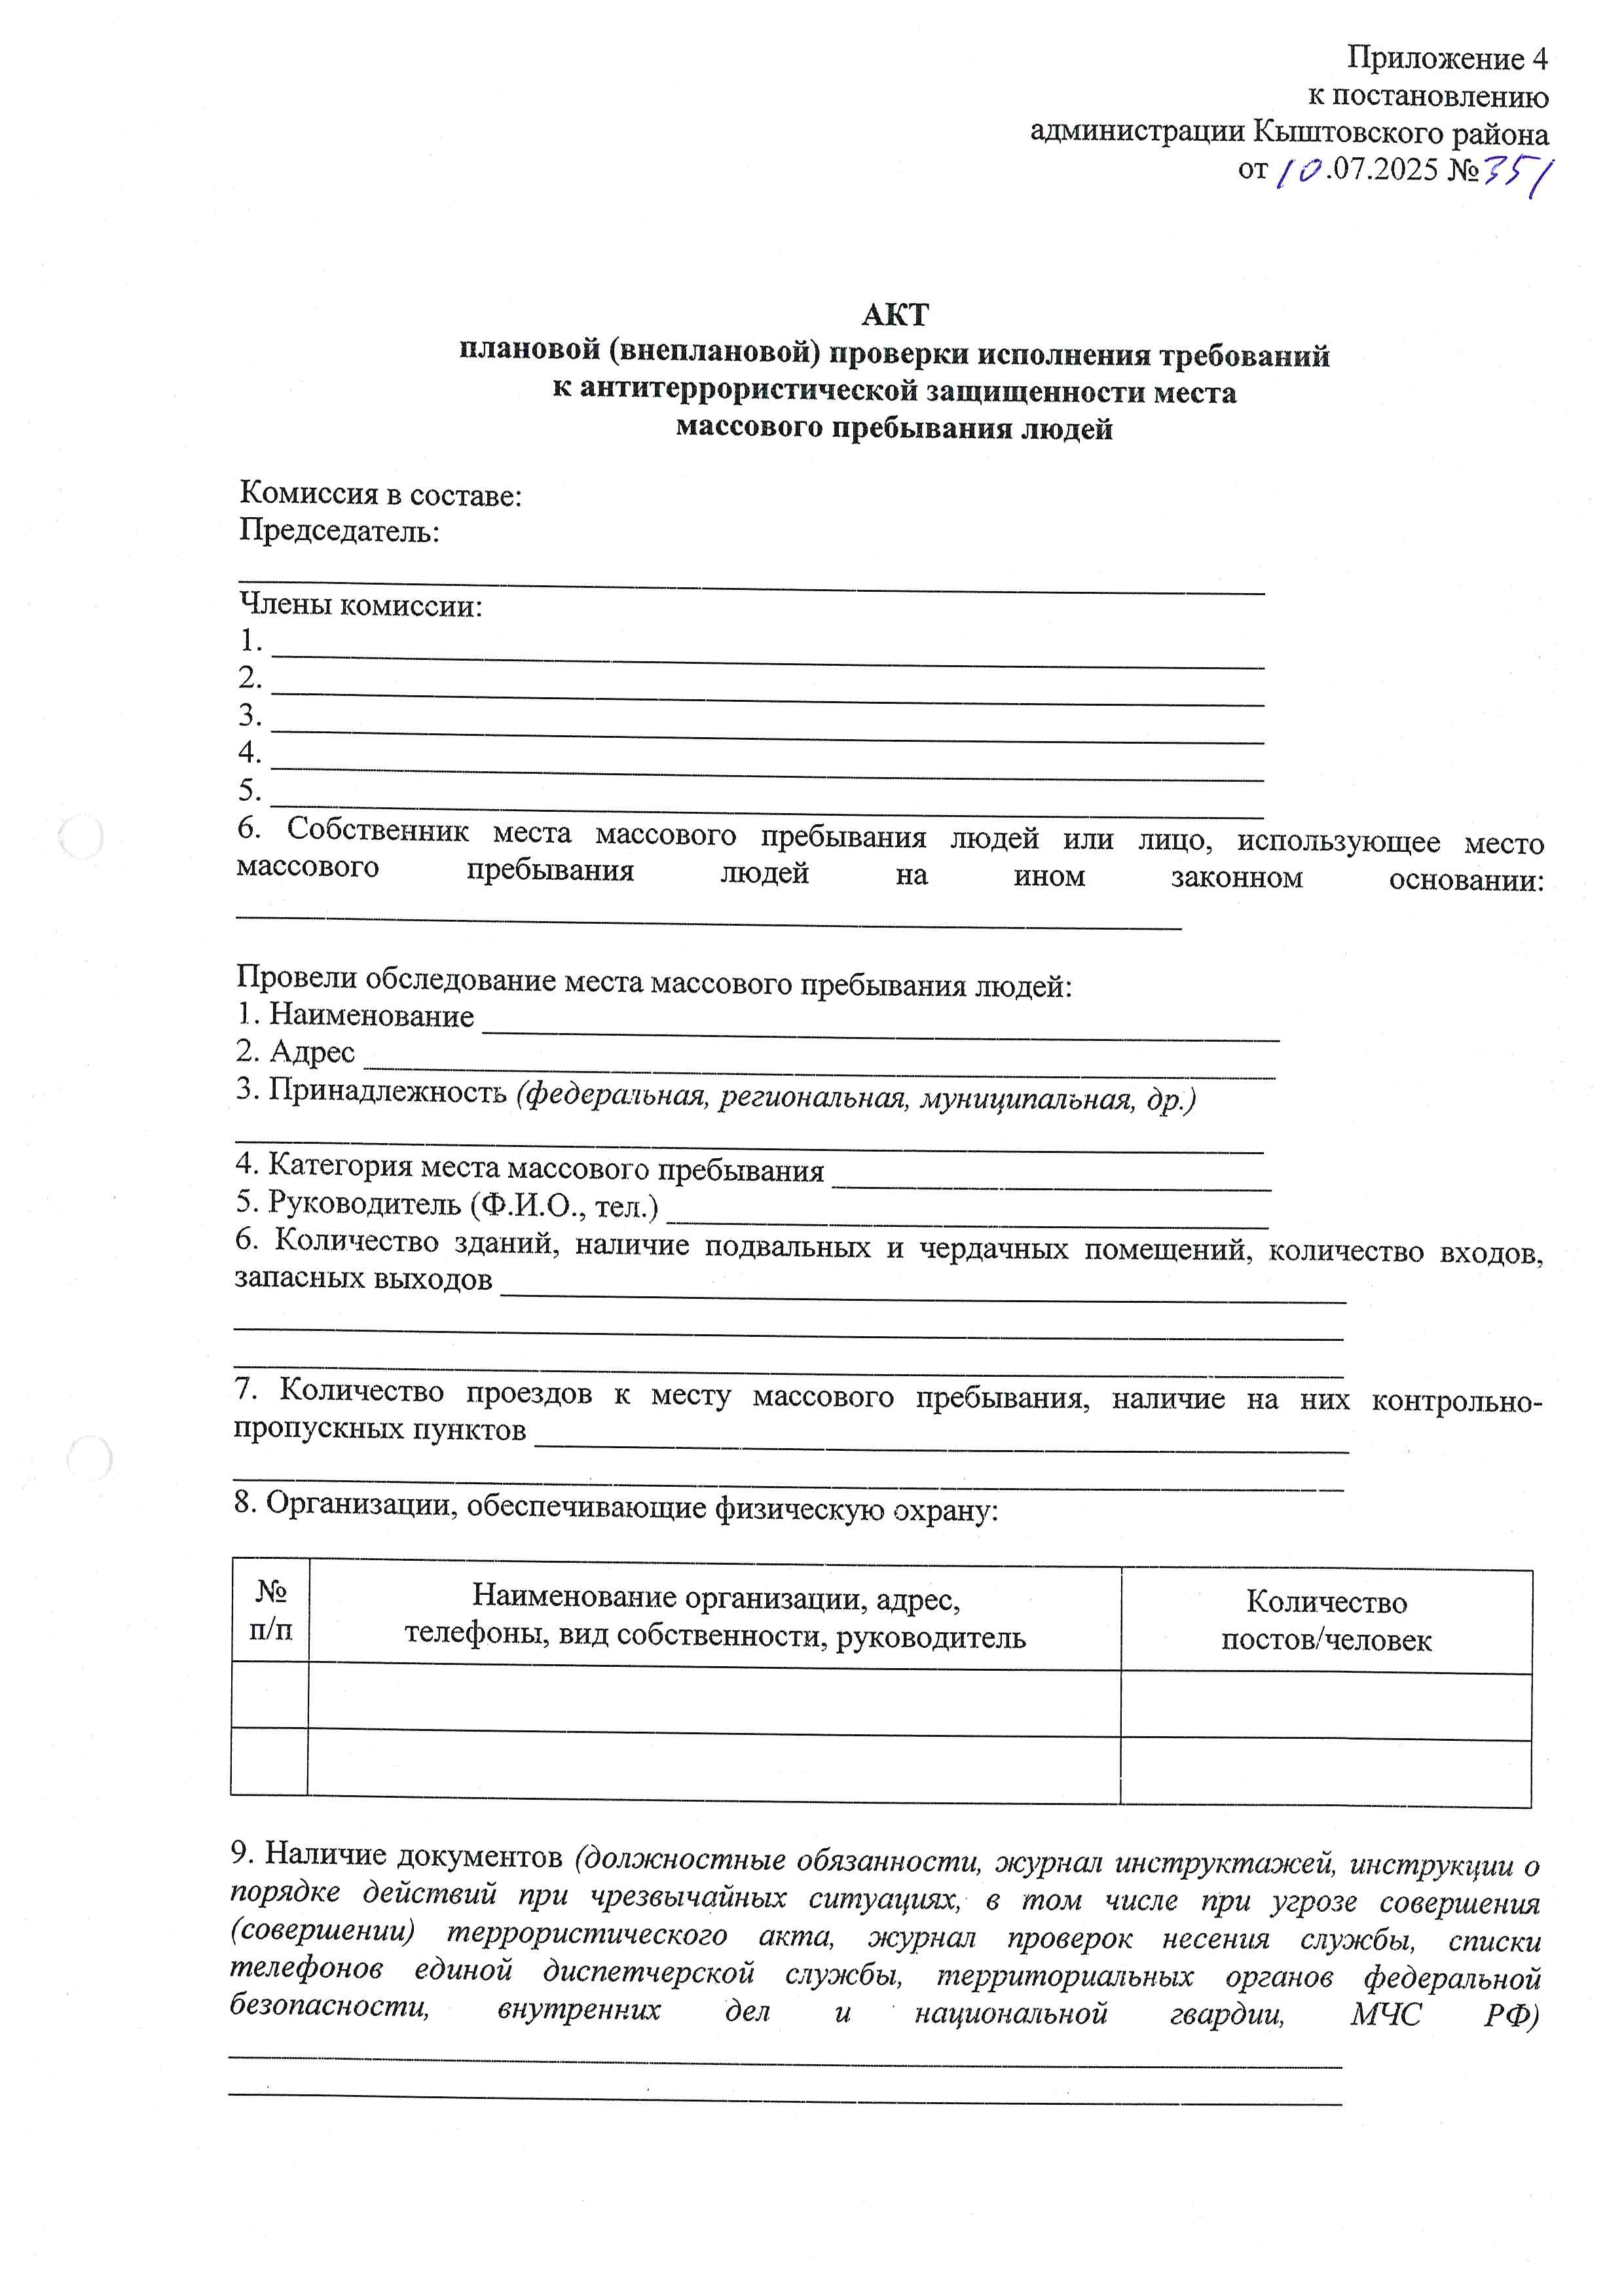 Приложение 4
к постановлению
администрации Кыштовского района
от 10.07.2025 №351
АКТ
плановой (внеплановой) проверки исполнения требований
к антитеррористической защищенности места
массового пребывания людей
Комиссия в составе:
Председатель:
Члены комиссии:
1.
2.
3.
4.
5.
6. Собственник места массового пребывания людей или лицо, использующее место
массового пребывания людей на ином законном основании:
Провели обследование места массового пребывания людей:
1. Наименование
2. Адрес
3. Принадлежность (федеральная, региональная, муниципальная, др.)
4. Категория места массового пребывания
5. Руководитель (Ф.И.О., тел.)
6. Количество зданий, наличие подвальных и чердачных помещений, количество входов,
запасных выходов
7. Количество проездов к месту массового пребывания, наличие на них контрольно-
пропускных пунктов
8. Организации, обеспечивающие физическую охрану:
№
п/п
Наименование организации, адрес,
телефоны, вид собственности, руководитель
Количество
постов/человек
9. Наличие документов (должностные обязанности, журнал инструктажей, инструкции о
порядке действий при чрезвычайных ситуациях, в том числе при угрозе совершения
(совершении) террористического акта, журнал проверок несения службы, списки
телефонов единой диспетчерской службы, территориальных органов федеральной
безопасности, внутренних дел и национальной гвардии, МЧС РФ)